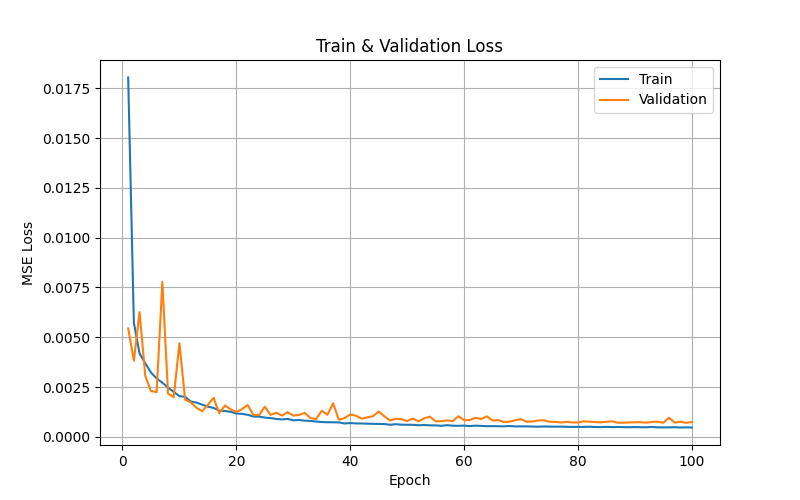 Train & Validation Loss
Train
Validation
MSE Loss
0.0175
0.0150
0.0125
0.0100
0.0075
0.0050
0.0025
0.0000
0 20 40 60 80 100
Epoch